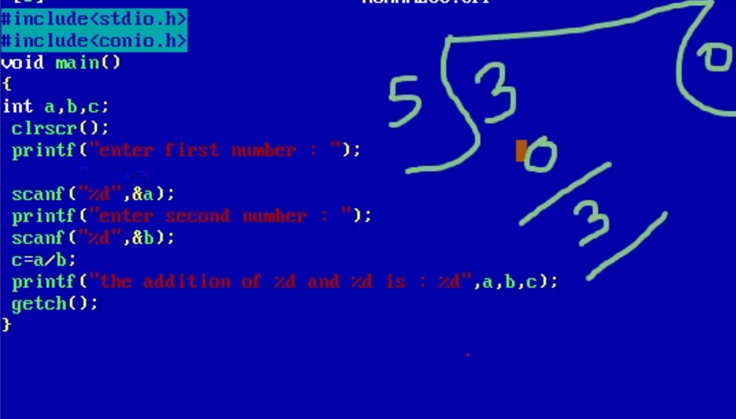 #include<stdio.h>
#include<conio.h>
void main()
{
int a,b,c;
clrscr();
printf("enter first number : ");
scanf("%d",&a);
printf("enter second number : ");
scanf("%d",&b);
c=a/b;
printf("the addition of %d and %d is : %d",a,b,c);
getch();
}
5 3 0
0
3